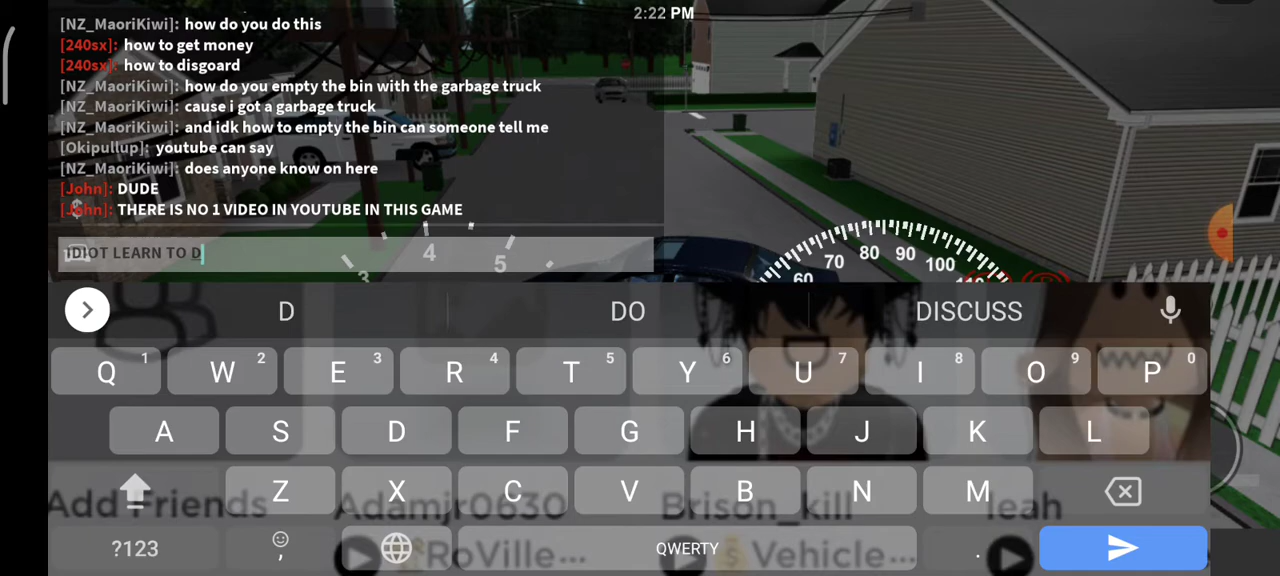 [NZ_MaoriKiwi]: how do you do this
2:22 PM
[240sx]: how to get money
[240sx]: how to disgoard
[NZ_MaoriKiwi]: how do you empty the bin with the garbage truck
[NZ_MaoriKiwi]: cause i got a garbage truck
[NZ_MaoriKiwi]: and idk how to empty the bin can someone tell me
[Okipullup]: youtube can say
[NZ_MaoriKiwi]: does anyone know on here
[John]: DUDE
[John]: THERE IS NO 1 VIDEO IN YOUTUBE IN THIS GAME
IDIOT LEARN TO D
3 4 5
60 70 80 90 100
D DO DISCUSS
Q 1 W 2 E 3 R 4 T 5 Y 6 U 7 I 8 O 9 P 0
A S D F G H J K L
Z X C V B N M
Add Friends Adamjr0630 Brison_kill leah
?123 , QWERTY .
RoVille... Vehicle...